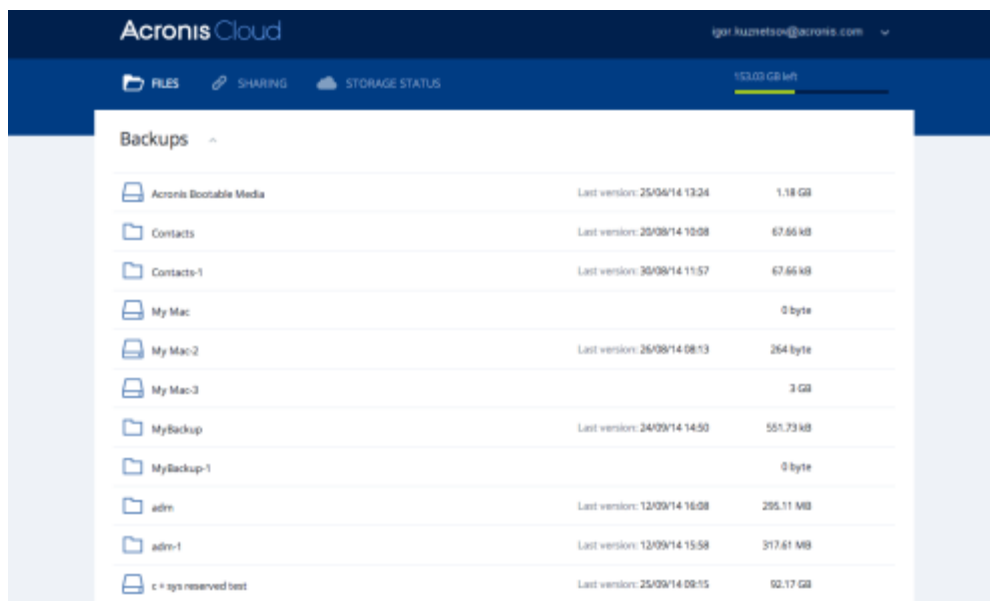 Acronis Cloud
igor.kuznetsov@acronis.com
FILES SHARING STORAGE STATUS 153.03 GB left
Backups
Acronis Bootable Media Last version: 25/04/14 13:24 1.18 GB
Contacts Last version: 20/08/14 10:08 67.66 kB
Contacts-1 Last version: 30/08/14 11:57 67.66 kB
My Mac 0 byte
My Mac-2 Last version: 26/08/14 08:13 264 byte
My Mac-3 3 GB
MyBackup Last version: 24/09/14 14:50 551.73 kB
MyBackup-1 0 byte
adm Last version: 12/09/14 16:08 295.11 MB
adm-1 Last version: 12/09/14 15:58 317.61 MB
c + sys reserved test Last version: 25/09/14 09:15 92.17 GB